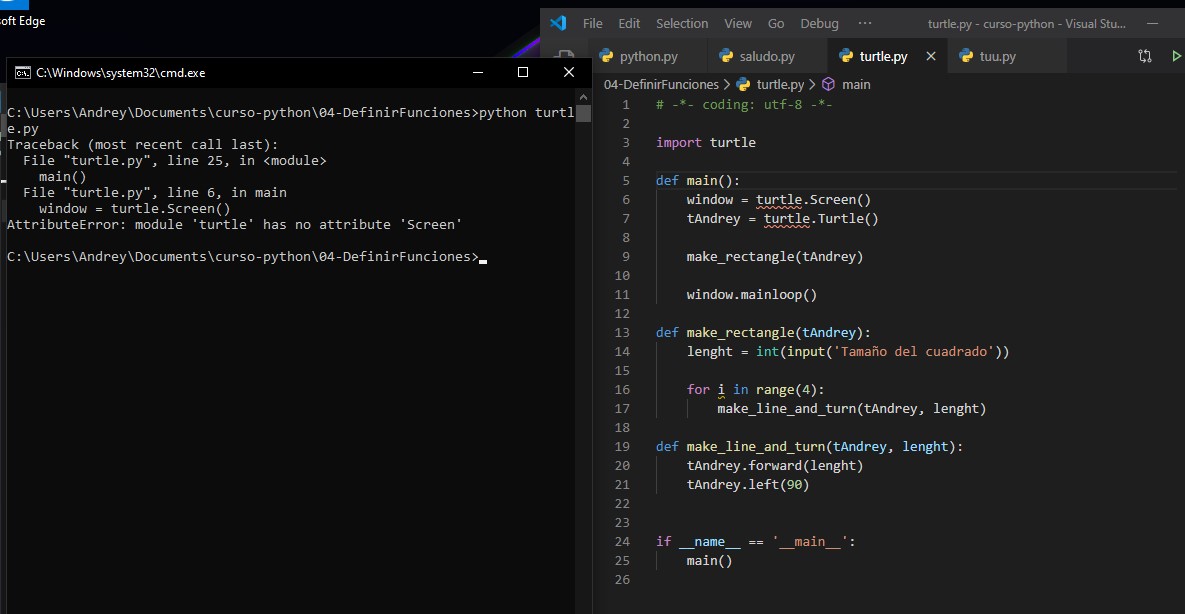 soft Edge
C:\Windows\system32\cmd.exe
C:\Users\Andrey\Documents\curso-python\04-DefinirFunciones>python turtl
e.py
Traceback (most recent call last):
  File "turtle.py", line 25, in <module>
    main()
  File "turtle.py", line 6, in main
    window = turtle.Screen()
AttributeError: module 'turtle' has no attribute 'Screen'
C:\Users\Andrey\Documents\curso-python\04-DefinirFunciones>
File Edit Selection View Go Debug ··· turtle.py - curso-python - Visual Stu...
python.py saludo.py turtle.py tuu.py
04-DefinirFunciones > turtle.py > main
1 # -*- coding: utf-8 -*-
2
3 import turtle
4
5 def main():
6     window = turtle.Screen()
7     tAndrey = turtle.Turtle()
8
9     make_rectangle(tAndrey)
10
11     window.mainloop()
12
13 def make_rectangle(tAndrey):
14     lenght = int(input('Tamaño del cuadrado'))
15
16     for i in range(4):
17         make_line_and_turn(tAndrey, lenght)
18
19 def make_line_and_turn(tAndrey, lenght):
20     tAndrey.forward(lenght)
21     tAndrey.left(90)
22
23
24 if __name__ == '__main__':
25     main()
26